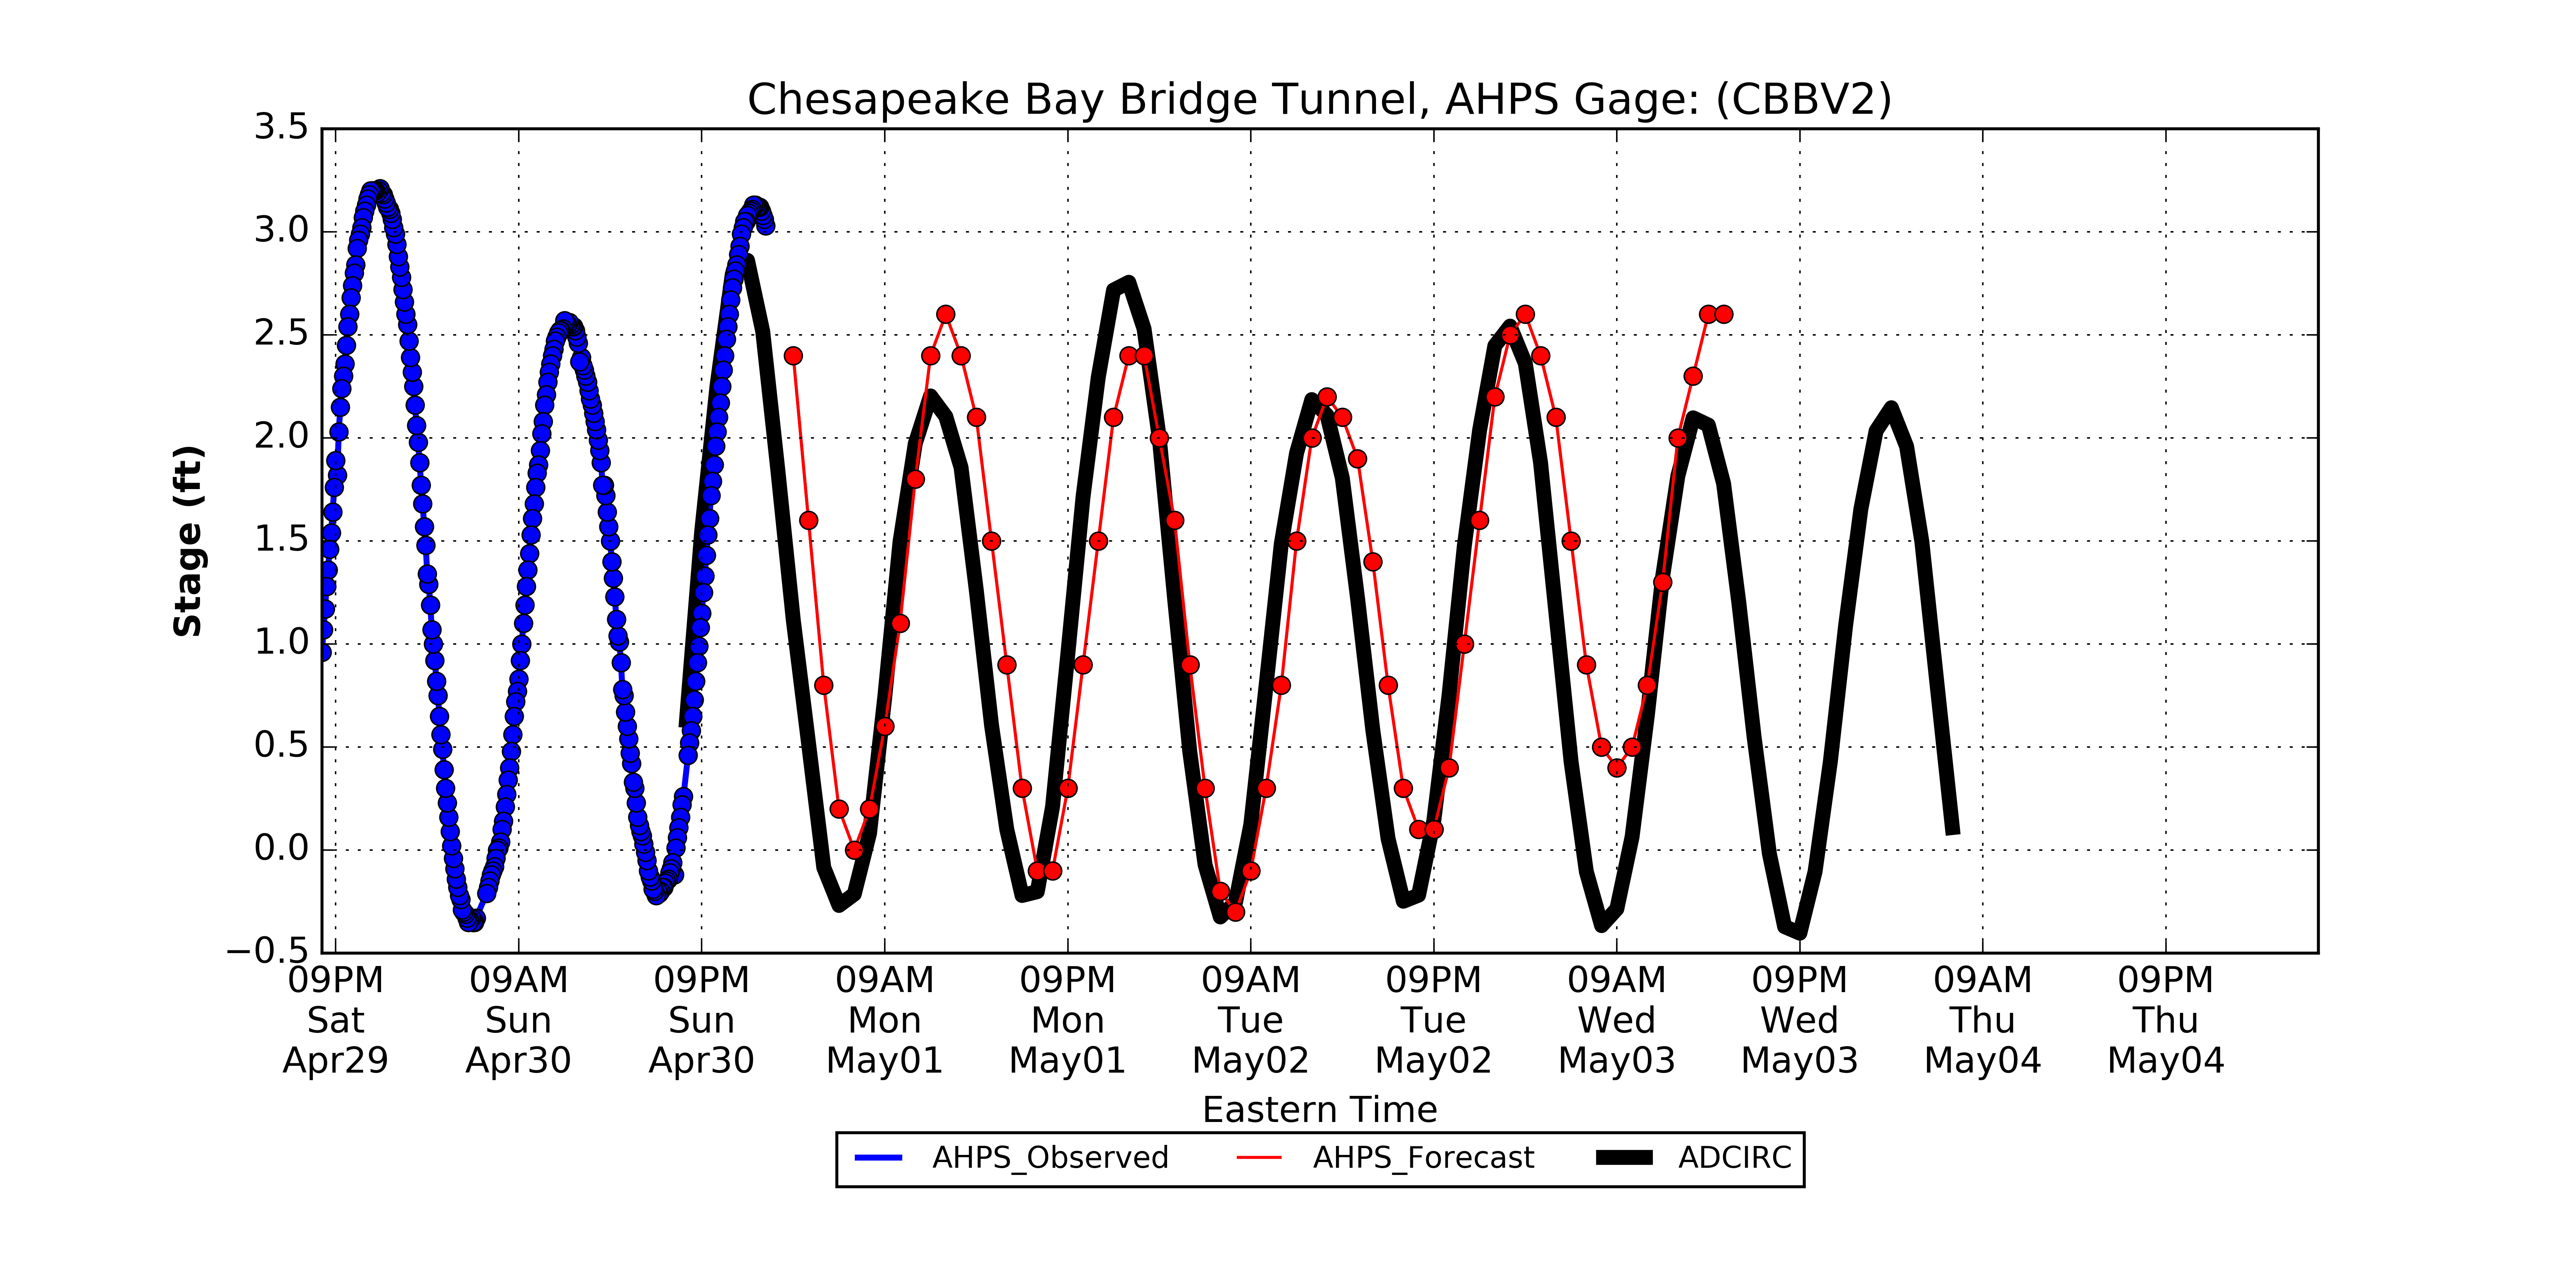 Chesapeake Bay Bridge Tunnel, AHPS Gage: (CBBV2)
Stage (ft)
3.5
3.0
2.5
2.0
1.5
1.0
0.5
0.0
−0.5
09PM 09AM 09PM 09AM 09PM 09AM 09PM 09AM 09PM 09AM 09PM
Sat Sun Sun Mon Mon Tue Tue Wed Wed Thu Thu
Apr29 Apr30 Apr30 May01 May01 May02 May02 May03 May03 May04 May04
Eastern Time
AHPS_Observed AHPS_Forecast ADCIRC